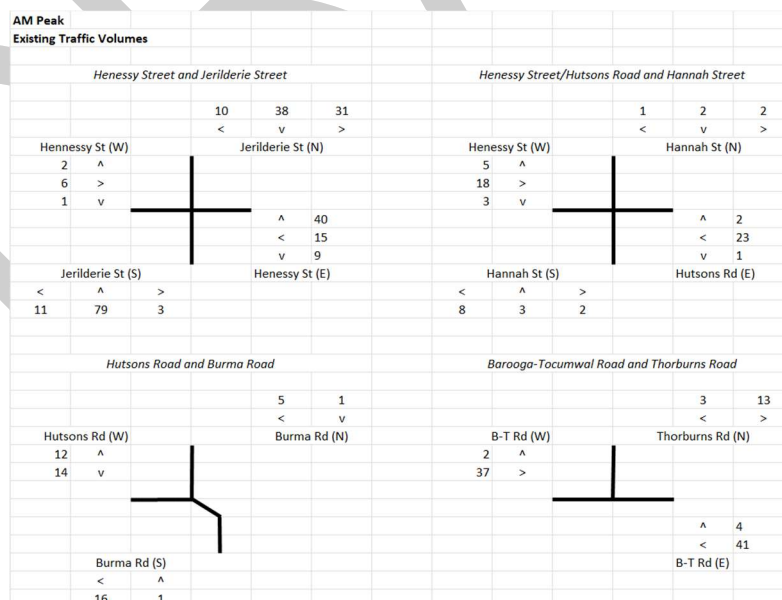 AM Peak
Existing Traffic Volumes
Henessy Street and Jerilderie Street
10 38 31
< v >
Hennessy St (W) Jerilderie St (N)
2 ^
6 >
1 v
^ 40
< 15
v 9
Jerilderie St (S) Henessy St (E)
< ^ >
11 79 3
Henessy Street/Hutsons Road and Hannah Street
1 2 2
< v >
Henessy St (W) Hannah St (N)
5 ^
18 >
3 v
^ 2
< 23
v 1
Hannah St (S) Hutsons Rd (E)
< ^ >
8 3 2
Hutsons Road and Burma Road
5 1
< v
Hutsons Rd (W) Burma Rd (N)
12 ^
14 v
Burma Rd (S)
< ^
16 1
Barooga-Tocumwal Road and Thorburns Road
3 13
< >
B-T Rd (W) Thorburns Rd (N)
2 ^
37 >
^ 4
< 41
B-T Rd (E)